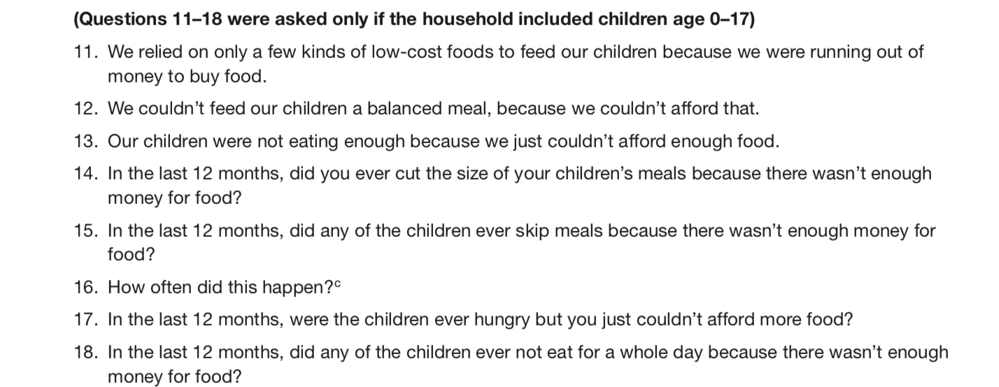 (Questions 11–18 were asked only if the household included children age 0–17)
11. We relied on only a few kinds of low-cost foods to feed our children because we were running out of
money to buy food.
12. We couldn’t feed our children a balanced meal, because we couldn’t afford that.
13. Our children were not eating enough because we just couldn’t afford enough food.
14. In the last 12 months, did you ever cut the size of your children’s meals because there wasn’t enough
money for food?
15. In the last 12 months, did any of the children ever skip meals because there wasn’t enough money for
food?
16. How often did this happen?ᶜ
17. In the last 12 months, were the children ever hungry but you just couldn’t afford more food?
18. In the last 12 months, did any of the children ever not eat for a whole day because there wasn’t enough
money for food?